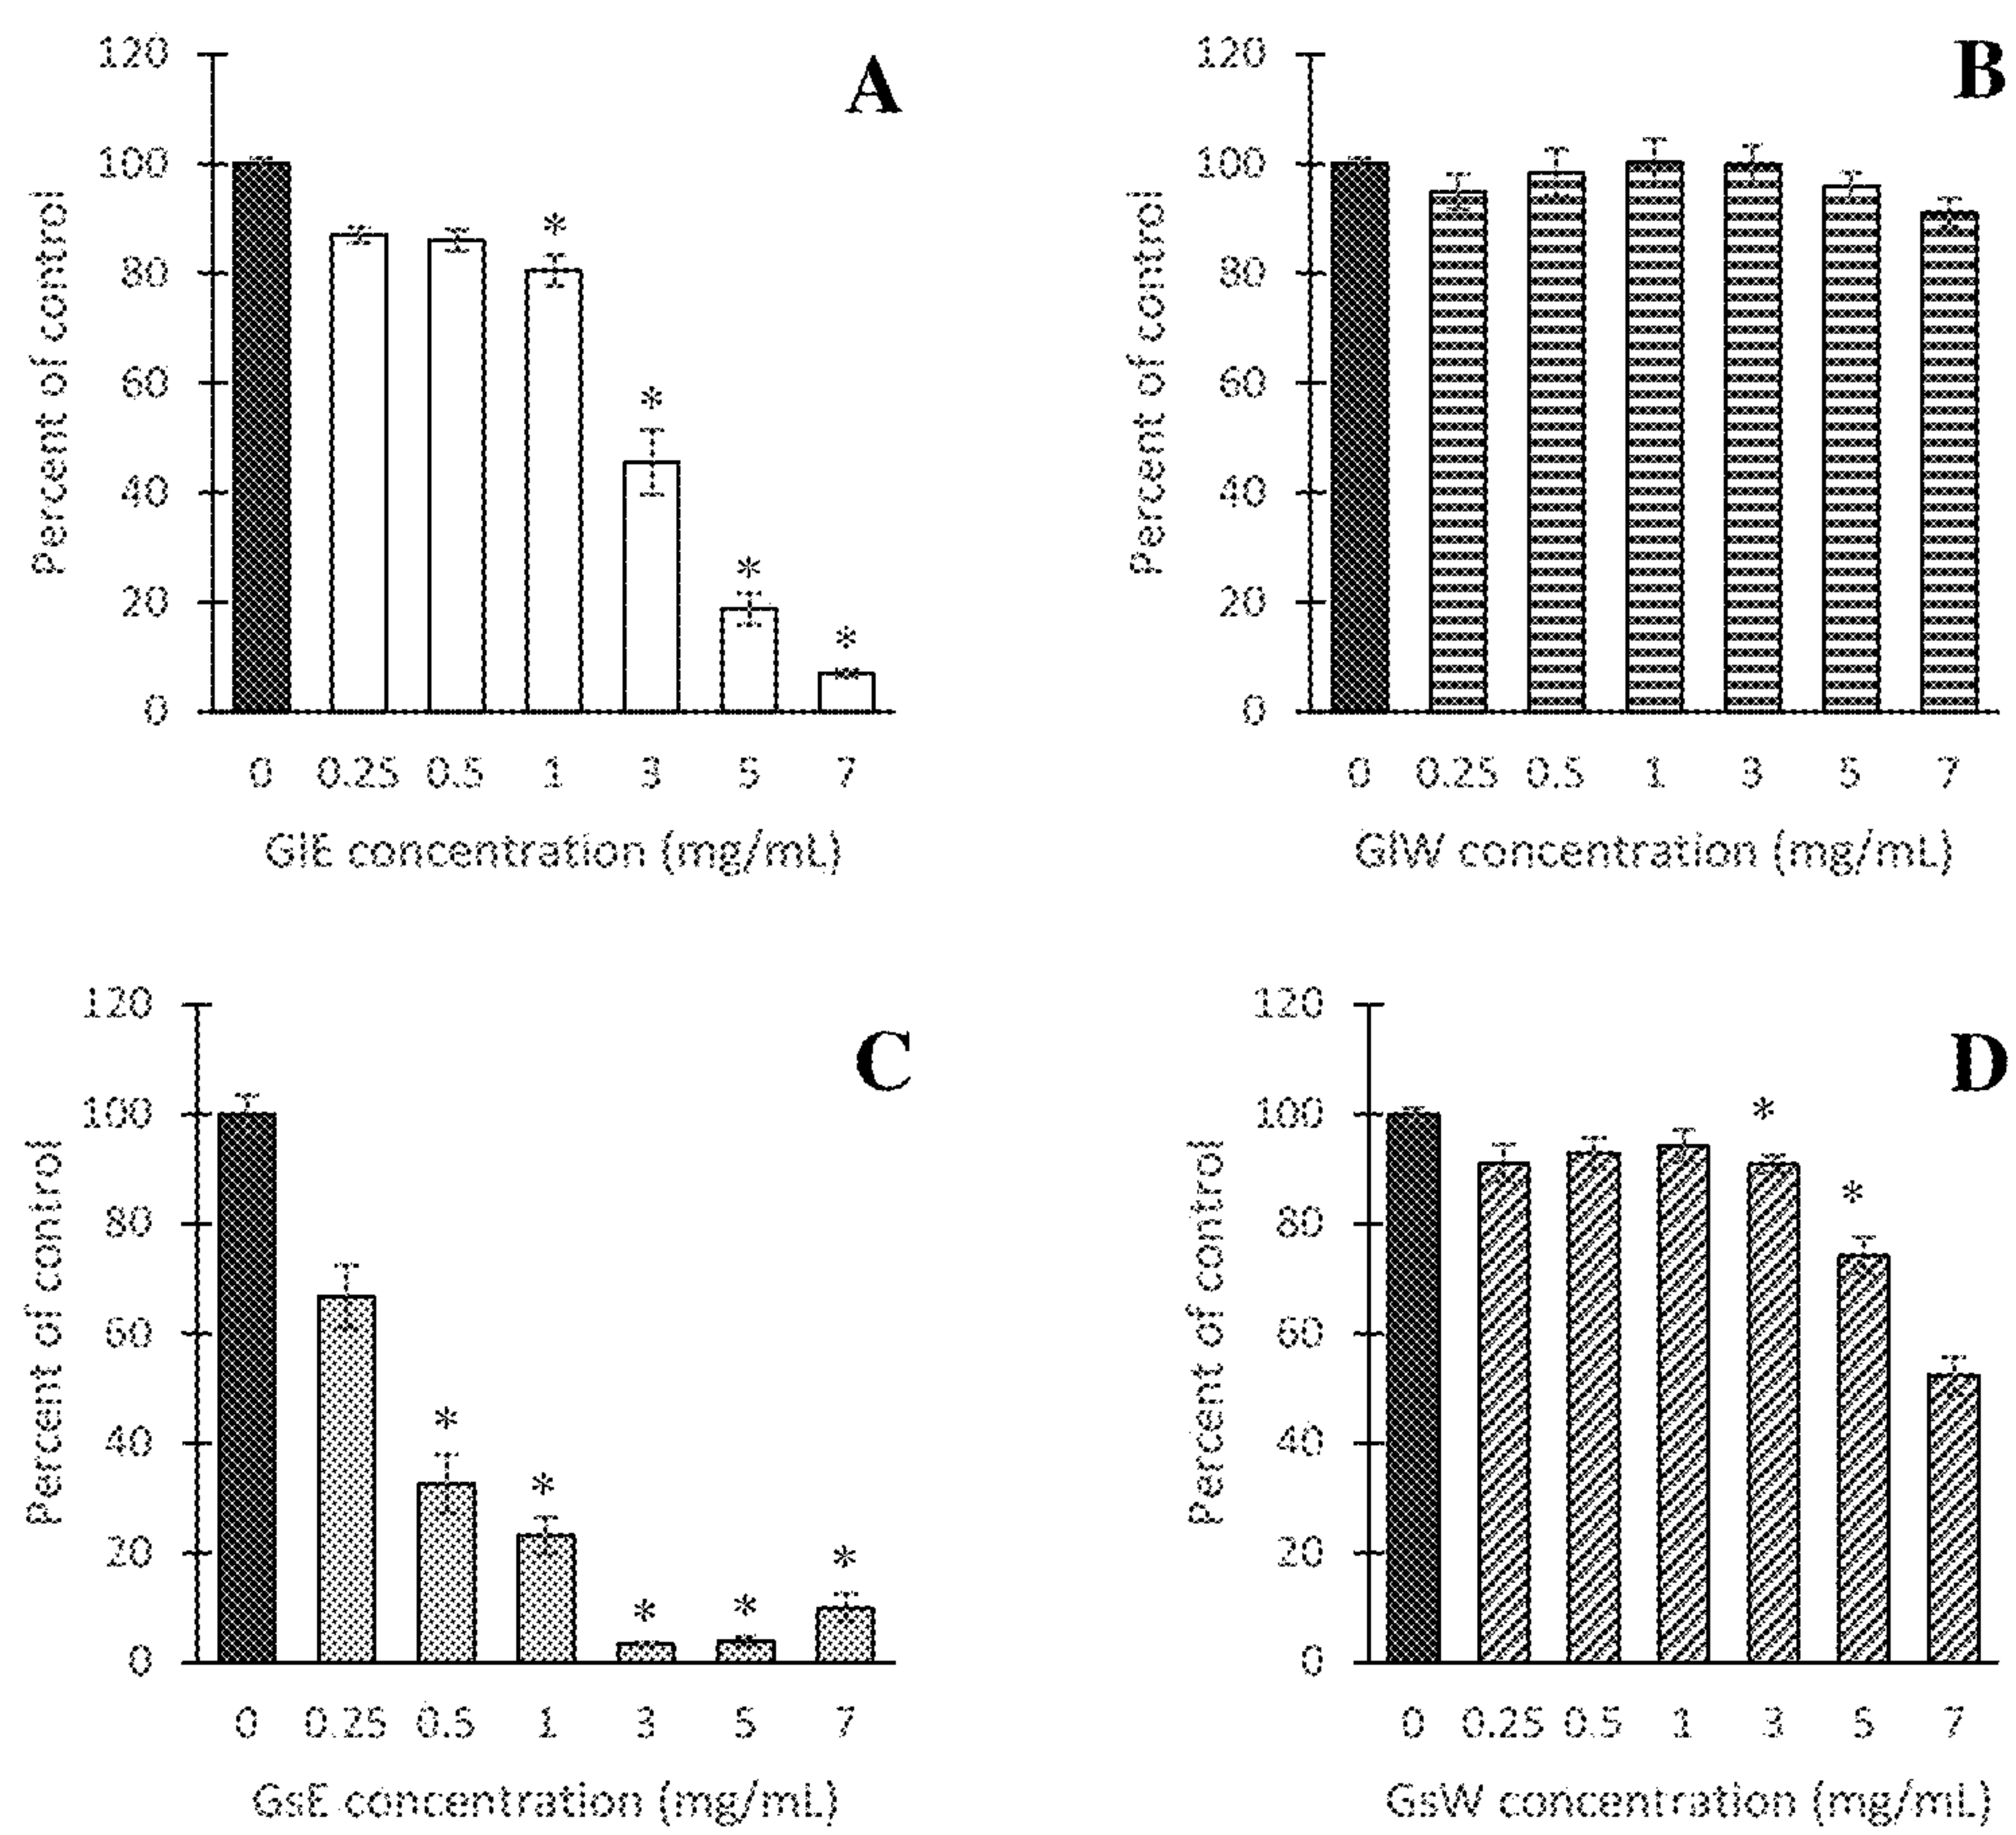 A
120
100
80
60
40
20
0
Percent of control
*
*
*
*
0 0.25 0.5 1 3 5 7
GlE concentration (mg/mL)
B
120
100
80
60
40
20
0
Percent of control
0 0.25 0.5 1 3 5 7
GlW concentration (mg/mL)
C
120
100
80
60
40
20
0
Percent of control
*
*
*
*
*
0 0.25 0.5 1 3 5 7
GsE concentration (mg/mL)
D
120
100
80
60
40
20
0
Percent of control
*
*
0 0.25 0.5 1 3 5 7
GsW concentration (mg/mL)